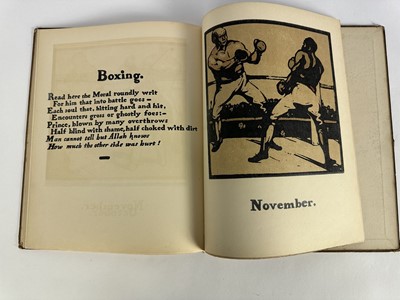 Boxing.
Read here the Moral roundly writ
For him that into battle goes—
Each soul that, hitting hard and hit,
Encounters gross or ghostly foes:—
Prince, blown by many overthrows
Half blind with shame, half choked with dirt
Man cannot tell but Allah knows
How much the other side was hurt!
November.